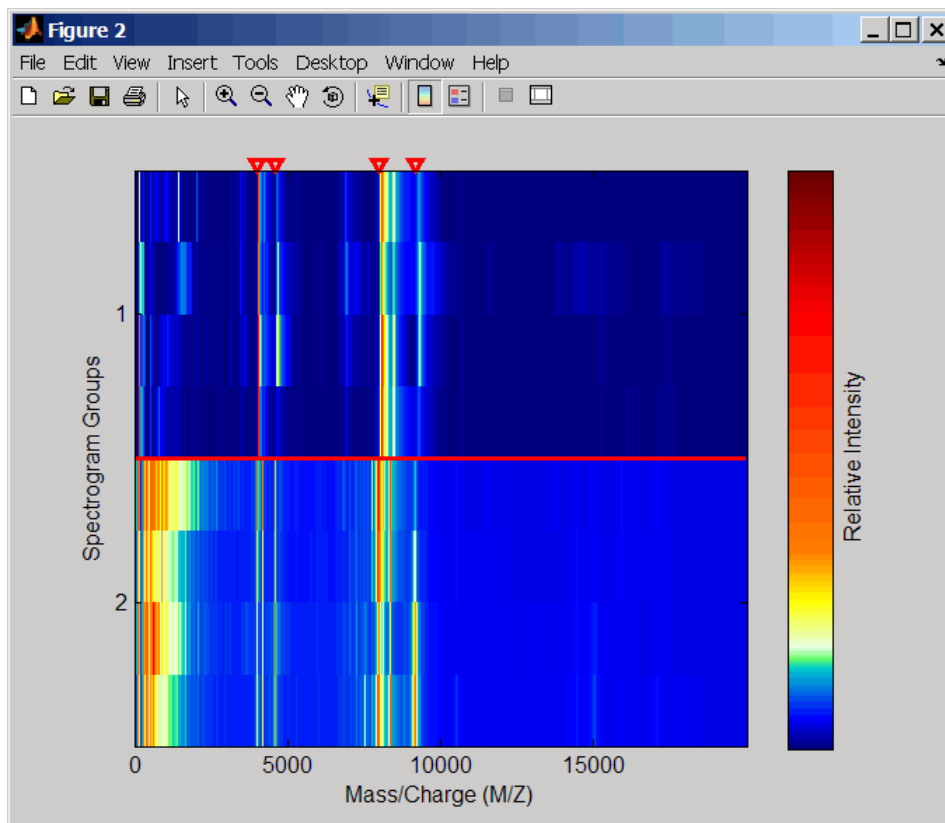 Figure 2
File Edit View Insert Tools Desktop Window Help
1
2
Spectrogram Groups
0 5000 10000 15000
Mass/Charge (M/Z)
Relative Intensity